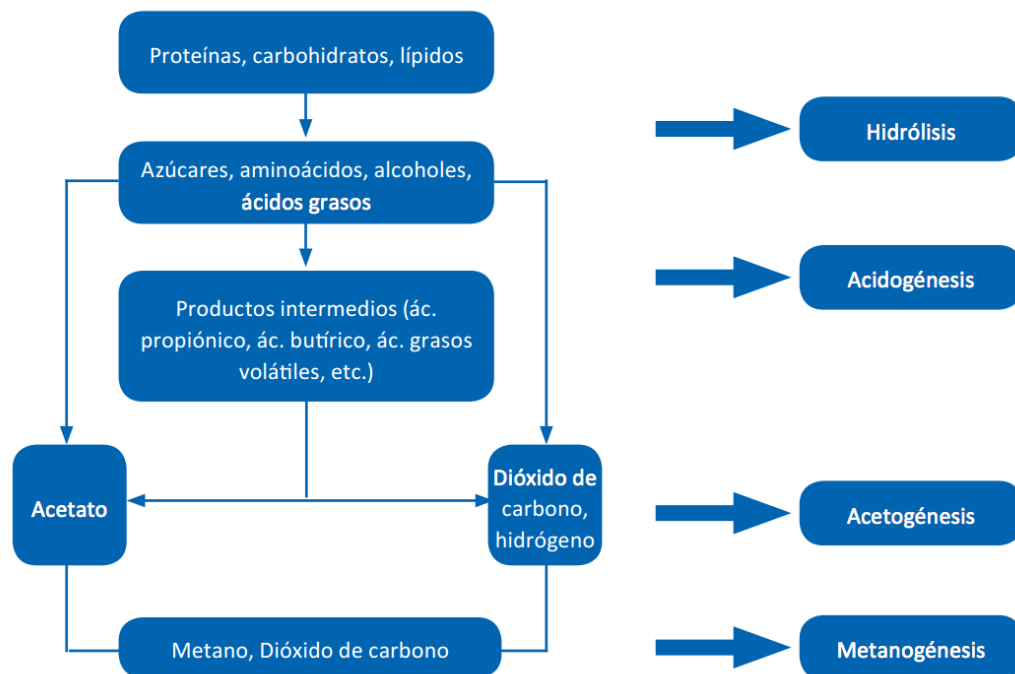 Proteínas, carbohidratos, lípidos
Hidrólisis
Azúcares, aminoácidos, alcoholes,
ácidos grasos
Acidogénesis
Productos intermedios (ác.
propiónico, ác. butírico, ác. grasos
volátiles, etc.)
Acetato
Dióxido de
carbono,
hidrógeno
Acetogénesis
Metano, Dióxido de carbono
Metanogénesis